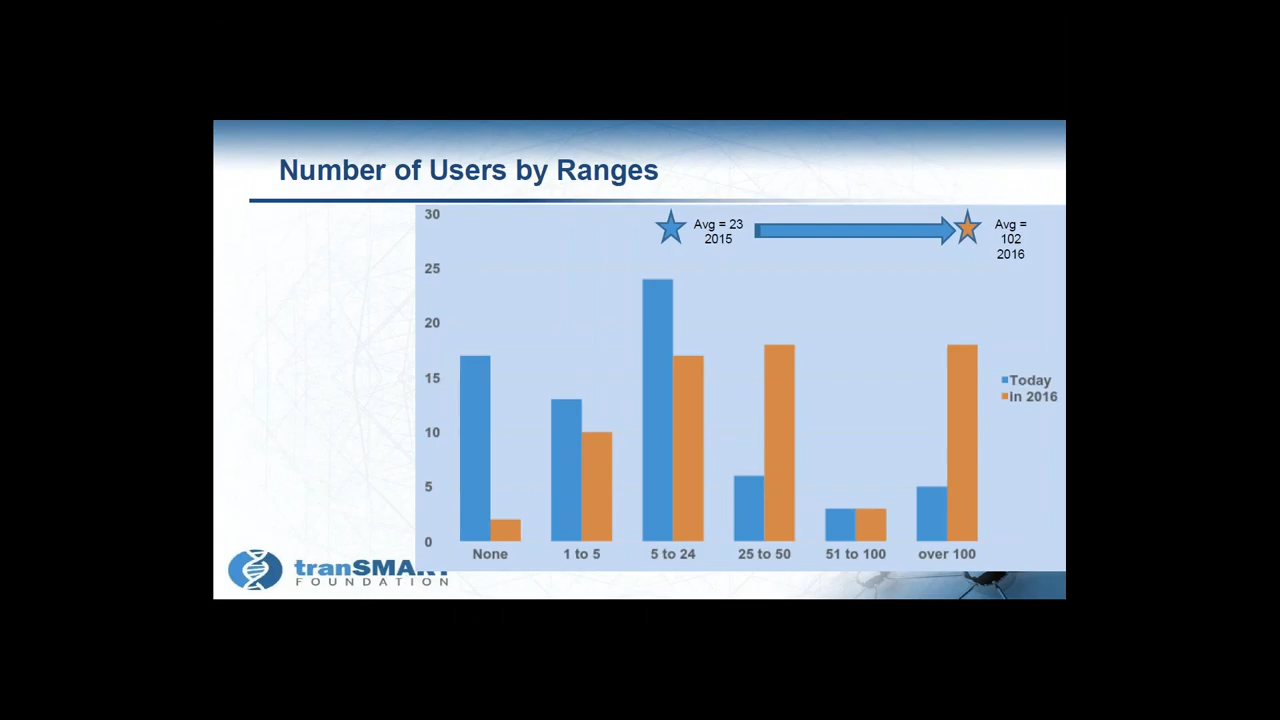 Number of Users by Ranges
30
Avg = 23
2015
Avg =
102
2016
25
20
15
10
5
0
Today
in 2016
None
1 to 5
5 to 24
25 to 50
51 to 100
over 100
tranSMART
FOUNDATION